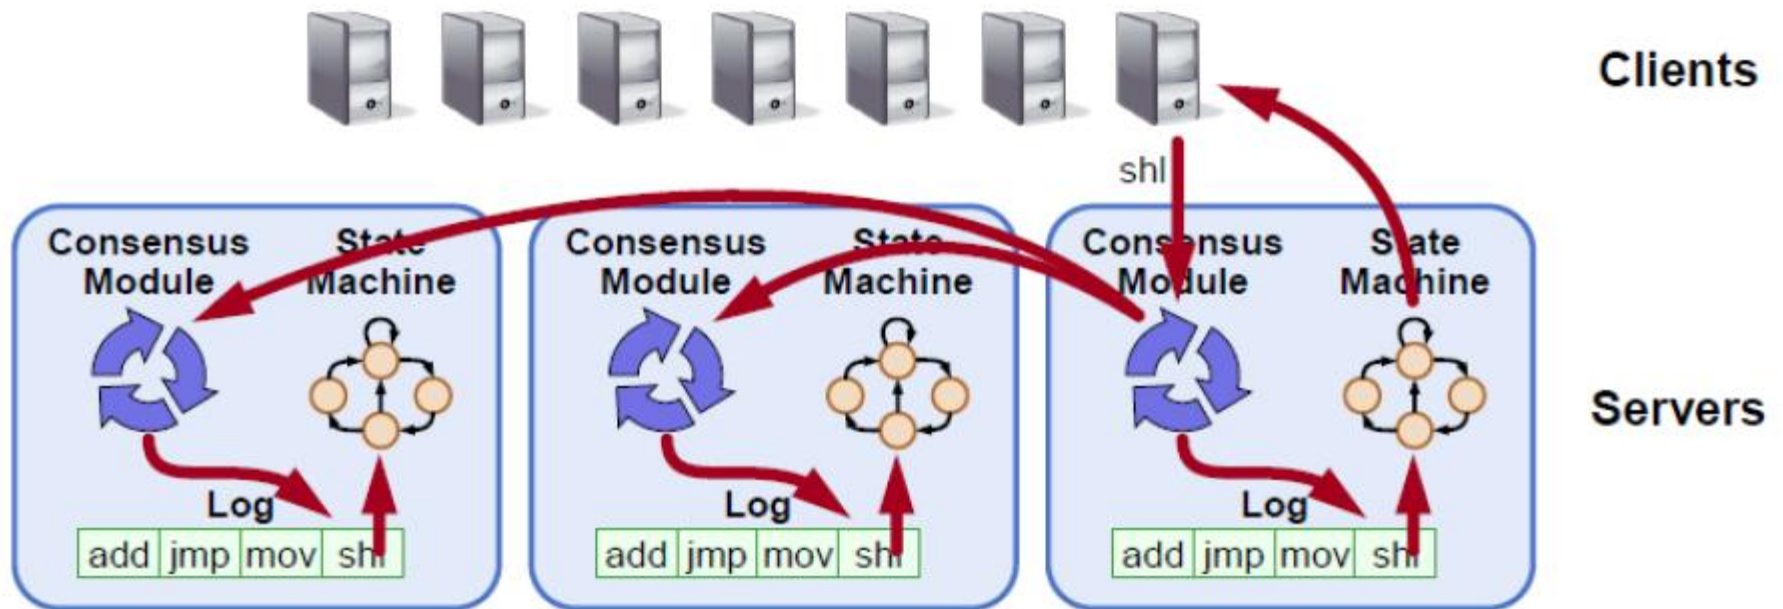 Clients
shl
Consensus Module
State Machine
Consensus Module
State Machine
Consensus Module
State Machine
Servers
Log
Log
Log
add jmp mov shl
add jmp mov shl
add jmp mov shl